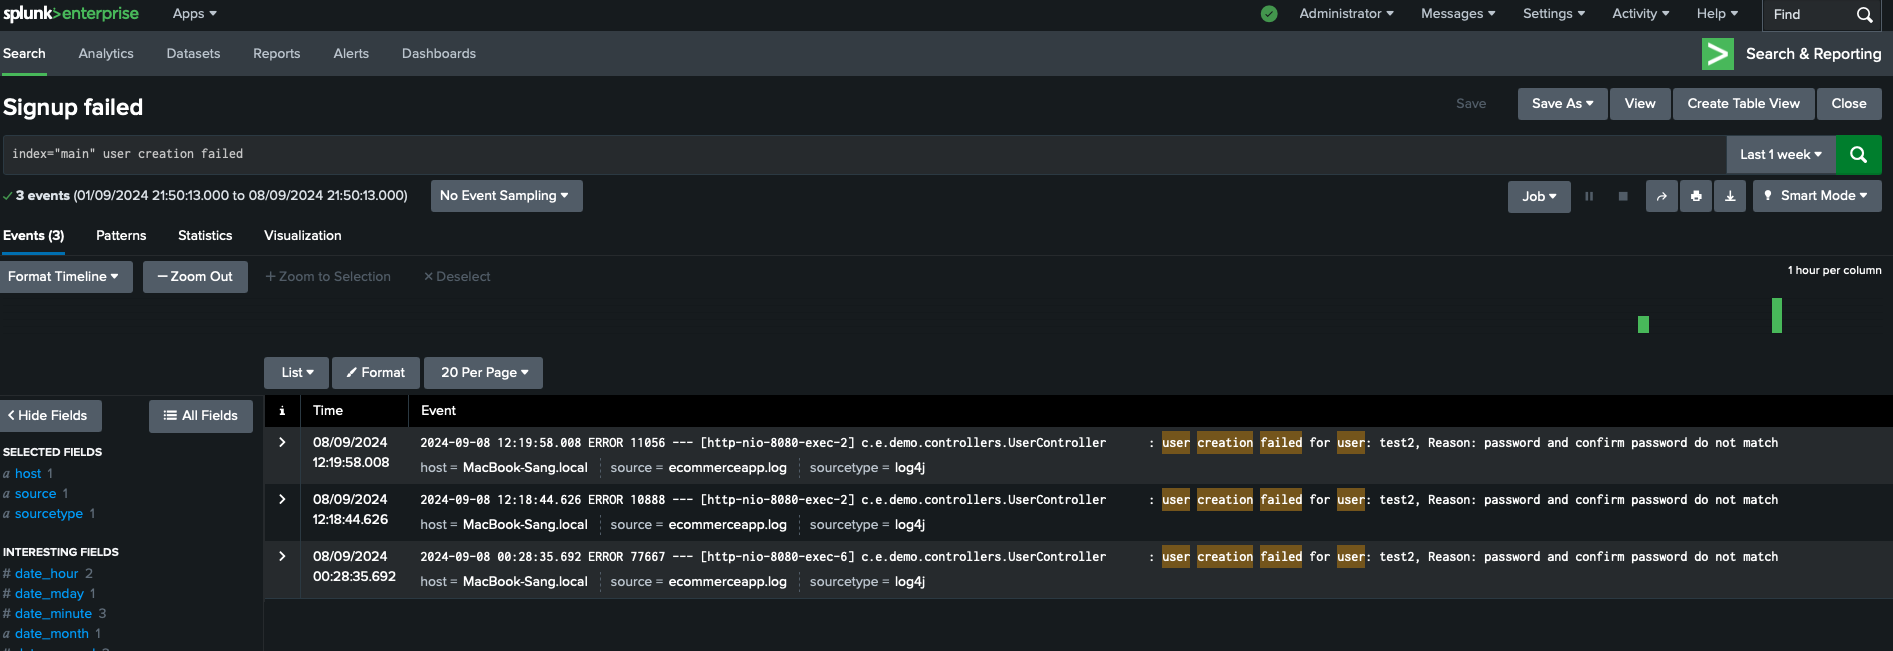 splunk>enterprise Apps Administrator Messages Settings Activity Help Find
Search Analytics Datasets Reports Alerts Dashboards Search & Reporting
Signup failed Save Save As View Create Table View Close
index="main" user creation failed Last 1 week
3 events (01/09/2024 21:50:13.000 to 08/09/2024 21:50:13.000) No Event Sampling Job Smart Mode
Events (3) Patterns Statistics Visualization
Format Timeline — Zoom Out + Zoom to Selection × Deselect 1 hour per column
List Format 20 Per Page
< Hide Fields All Fields i Time Event
SELECTED FIELDS
a host 1
a source 1
a sourcetype 1
INTERESTING FIELDS
# date_hour 2
# date_mday 1
# date_minute 3
a date_month 1
> 08/09/2024 12:19:58.008 2024-09-08 12:19:58.008 ERROR 11056 --- [http-nio-8080-exec-2] c.e.demo.controllers.UserController : user creation failed for user: test2, Reason: password and confirm password do not match
host = MacBook-Sang.local source = ecommerceapp.log sourcetype = log4j
> 08/09/2024 12:18:44.626 2024-09-08 12:18:44.626 ERROR 10888 --- [http-nio-8080-exec-2] c.e.demo.controllers.UserController : user creation failed for user: test2, Reason: password and confirm password do not match
host = MacBook-Sang.local source = ecommerceapp.log sourcetype = log4j
> 08/09/2024 00:28:35.692 2024-09-08 00:28:35.692 ERROR 77667 --- [http-nio-8080-exec-6] c.e.demo.controllers.UserController : user creation failed for user: test2, Reason: password and confirm password do not match
host = MacBook-Sang.local source = ecommerceapp.log sourcetype = log4j